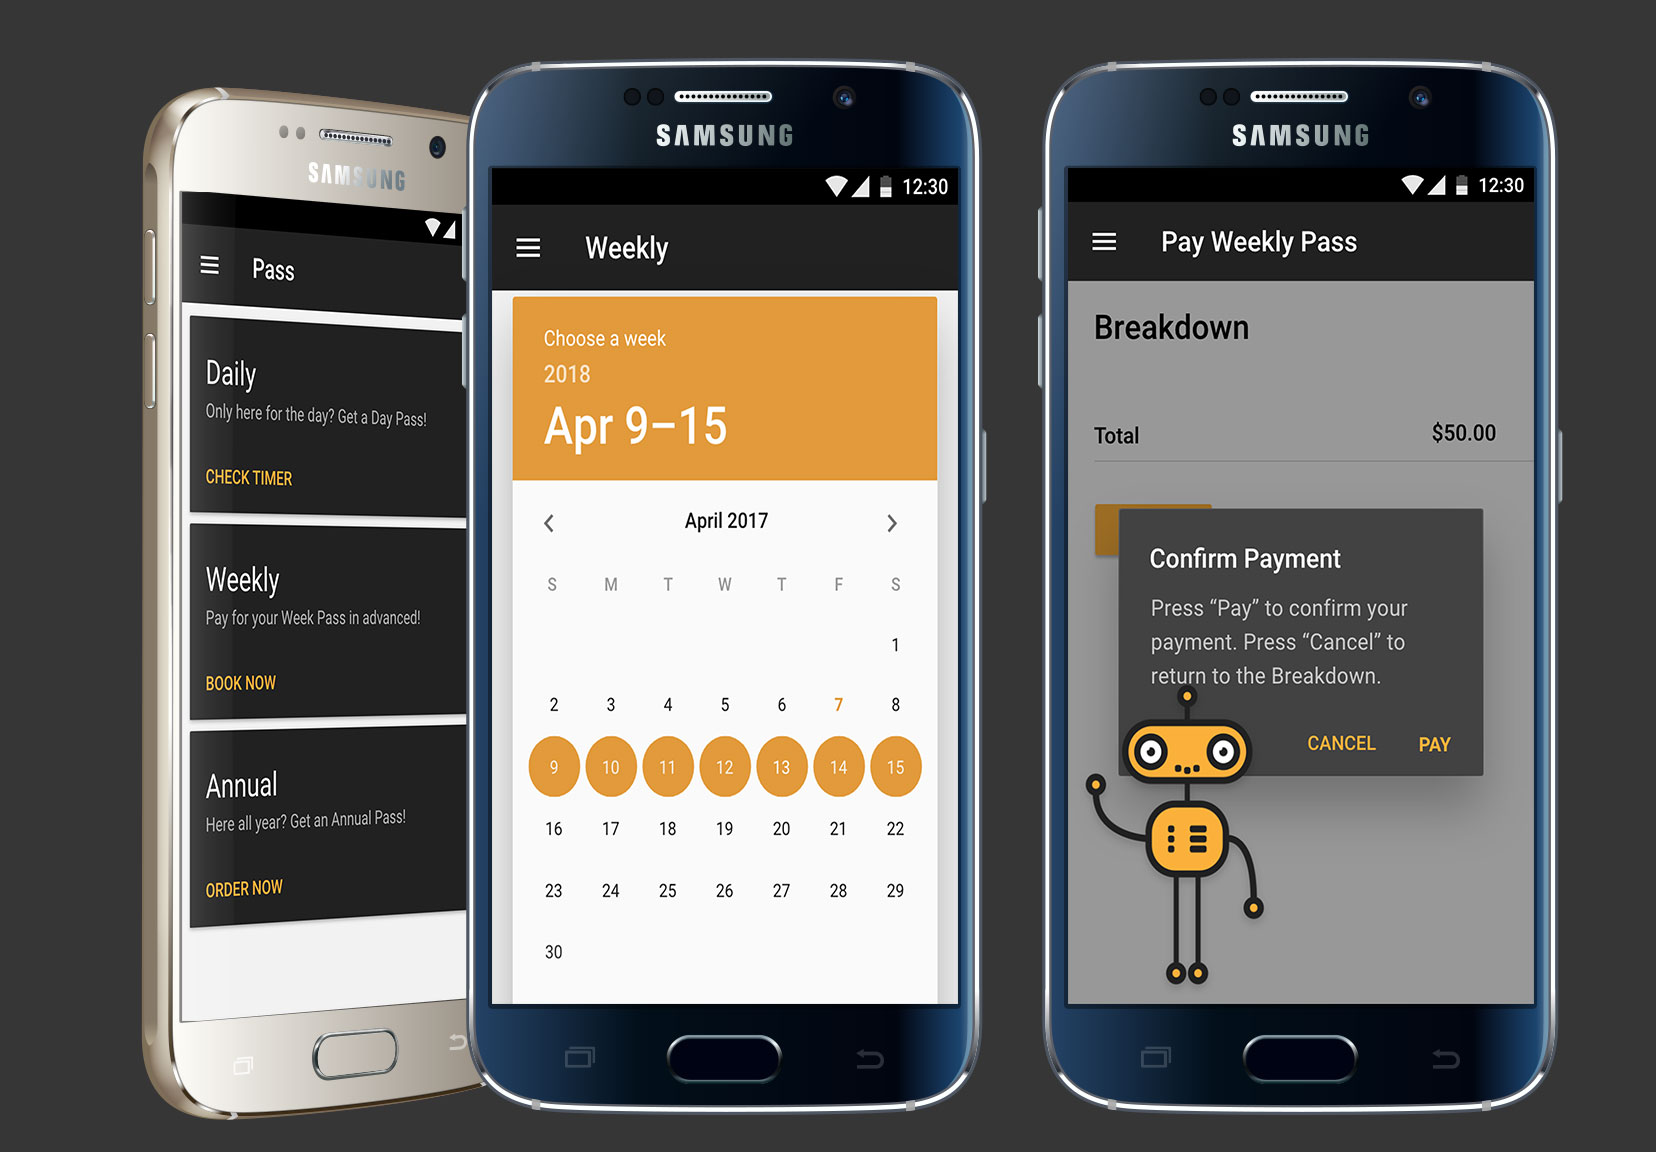 SAMSUNG
Pass
Daily
Only here for the day? Get a Day Pass!
CHECK TIMER
Weekly
Pay for your Week Pass in advanced!
BOOK NOW
Annual
Here all year? Get an Annual Pass!
ORDER NOW
SAMSUNG
12:30
Weekly
Choose a week
2018
Apr 9–15
April 2017
S M T W T F S
1
2 3 4 5 6 7 8
9 10 11 12 13 14 15
16 17 18 19 20 21 22
23 24 25 26 27 28 29
30
SAMSUNG
12:30
Pay Weekly Pass
Breakdown
Total $50.00
Confirm Payment
Press “Pay” to confirm your
payment. Press “Cancel” to
return to the Breakdown.
CANCEL PAY